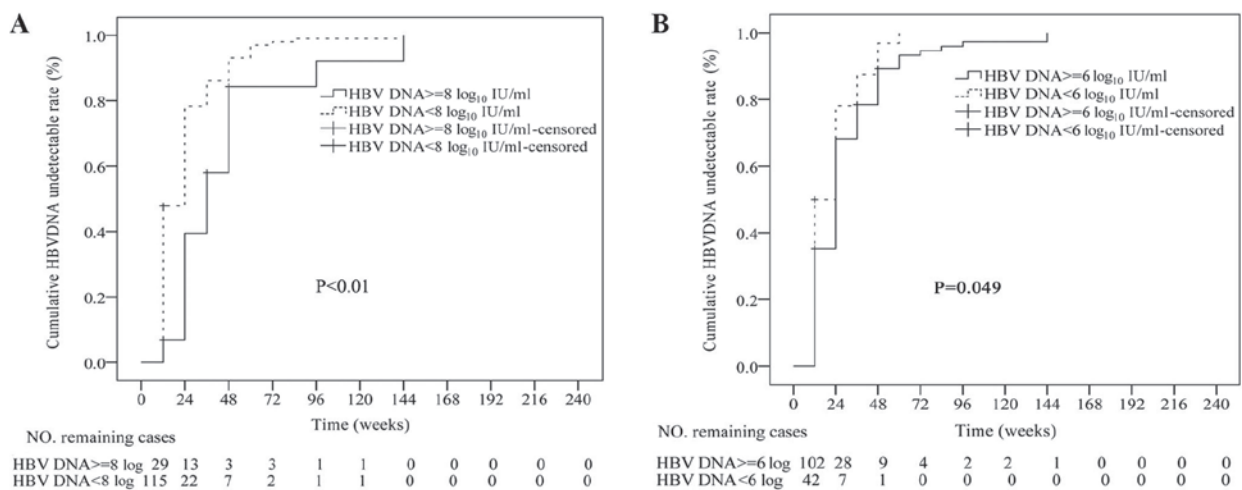 A
Cumulative HBVDNA undetectable rate (%)
1.0
0.8
0.6
0.4
0.2
0.0
HBV DNA>=8 log10 IU/ml
HBV DNA<8 log10 IU/ml
HBV DNA>=8 log10 IU/ml-censored
HBV DNA<8 log10 IU/ml-censored
P<0.01
0 24 48 72 96 120 144 168 192 216 240
Time (weeks)
NO. remaining cases
HBV DNA>=8 log 29 13 3 3 1 1 0 0 0 0 0
HBV DNA<8 log 115 22 7 2 1 1 0 0 0 0 0
B
Cumulative HBVDNA undetectable rate (%)
1.0
0.8
0.6
0.4
0.2
0.0
HBV DNA>=6 log10 IU/ml
HBV DNA<6 log10 IU/ml
HBV DNA>=6 log10 IU/ml-censored
HBV DNA<6 log10 IU/ml-censored
P=0.049
0 24 48 72 96 120 144 168 192 216 240
Time (weeks)
NO. remaining cases
HBV DNA>=6 log 102 28 9 4 2 2 1 0 0 0 0
HBV DNA<6 log 42 7 1 0 0 0 0 0 0 0 0